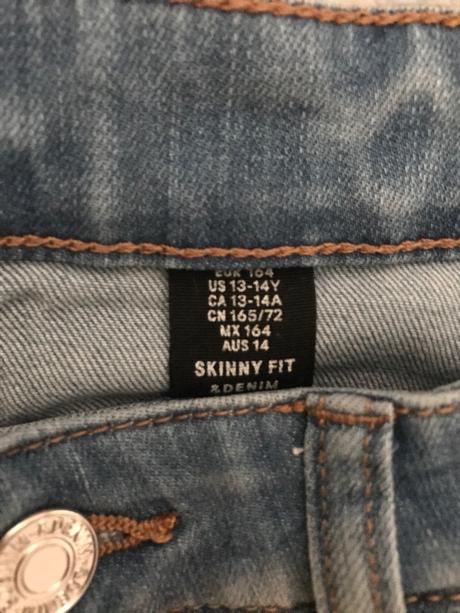 EUR 164
US 13-14Y
CA 13-14A
CN 165/72
MX 164
AUS 14
SKINNY FIT
&DENIM